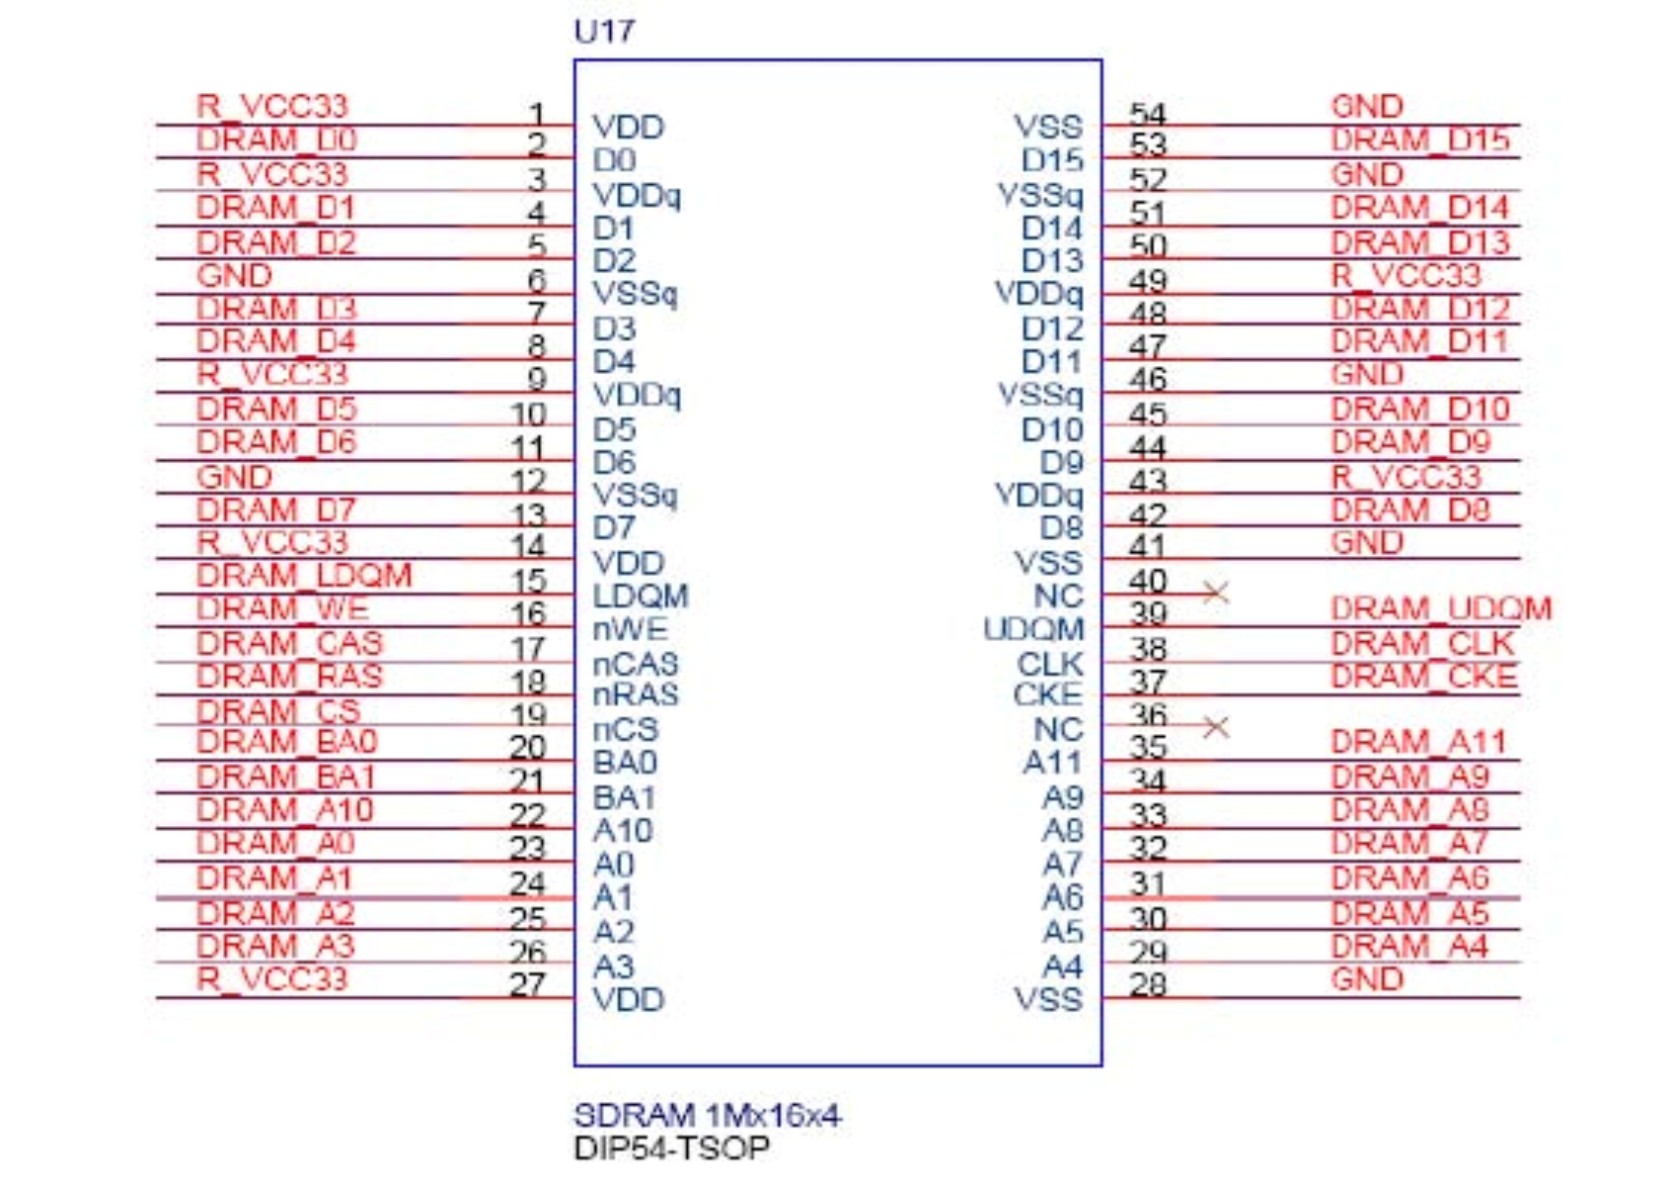 U17
R_VCC33 1 VDD VSS 54 GND
DRAM_D0 2 D0 D15 53 DRAM_D15
R_VCC33 3 VDDq VSSq 52 GND
DRAM_D1 4 D1 D14 51 DRAM_D14
DRAM_D2 5 D2 D13 50 DRAM_D13
GND 6 VSSq VDDq 49 R_VCC33
DRAM_D3 7 D3 D12 48 DRAM_D12
DRAM_D4 8 D4 D11 47 DRAM_D11
R_VCC33 9 VDDq VSSq 46 GND
DRAM_D5 10 D5 D10 45 DRAM_D10
DRAM_D6 11 D6 D9 44 DRAM_D9
GND 12 VSSq VDDq 43 R_VCC33
DRAM_D7 13 D7 D8 42 DRAM_D8
R_VCC33 14 VDD VSS 41 GND
DRAM_LDQM 15 LDQM NC 40
DRAM_WE 16 nWE UDQM 39 DRAM_UDQM
DRAM_CAS 17 nCAS CLK 38 DRAM_CLK
DRAM_RAS 18 nRAS CKE 37 DRAM_CKE
DRAM_CS 19 nCS NC 36
DRAM_BA0 20 BA0 A11 35 DRAM_A11
DRAM_BA1 21 BA1 A9 34 DRAM_A9
DRAM_A10 22 A10 A8 33 DRAM_A8
DRAM_A0 23 A0 A7 32 DRAM_A7
DRAM_A1 24 A1 A6 31 DRAM_A6
DRAM_A2 25 A2 A5 30 DRAM_A5
DRAM_A3 26 A3 A4 29 DRAM_A4
R_VCC33 27 VDD VSS 28 GND
SDRAM 1Mx16x4
DIP54-TSOP